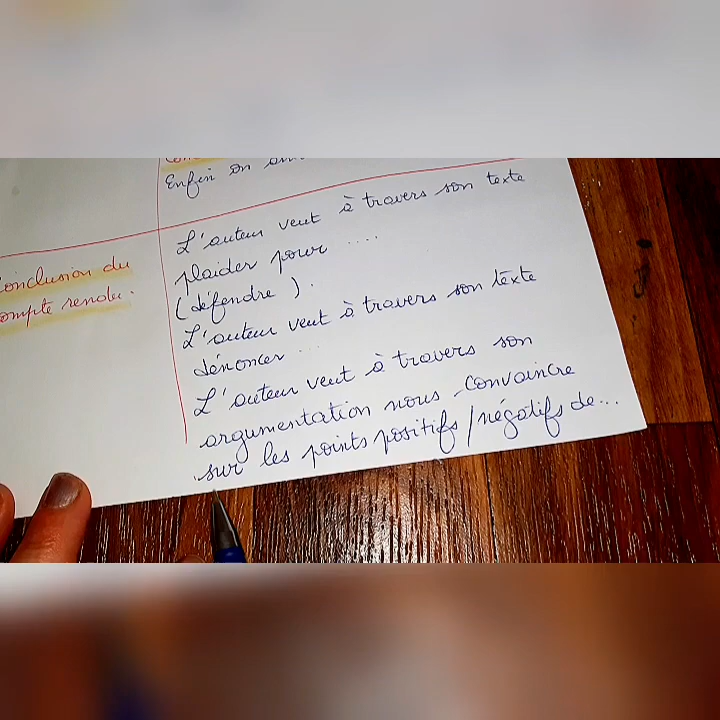 Enfin on
L'auteur veut à travers son texte
plaider pour ....
(défendre).
Conclusion du
compte rendu.
L'auteur veut à travers son texte
dénoncer ...
L'auteur veut à travers son
argumentation nous convaincre
sur les points positifs/négatifs de...